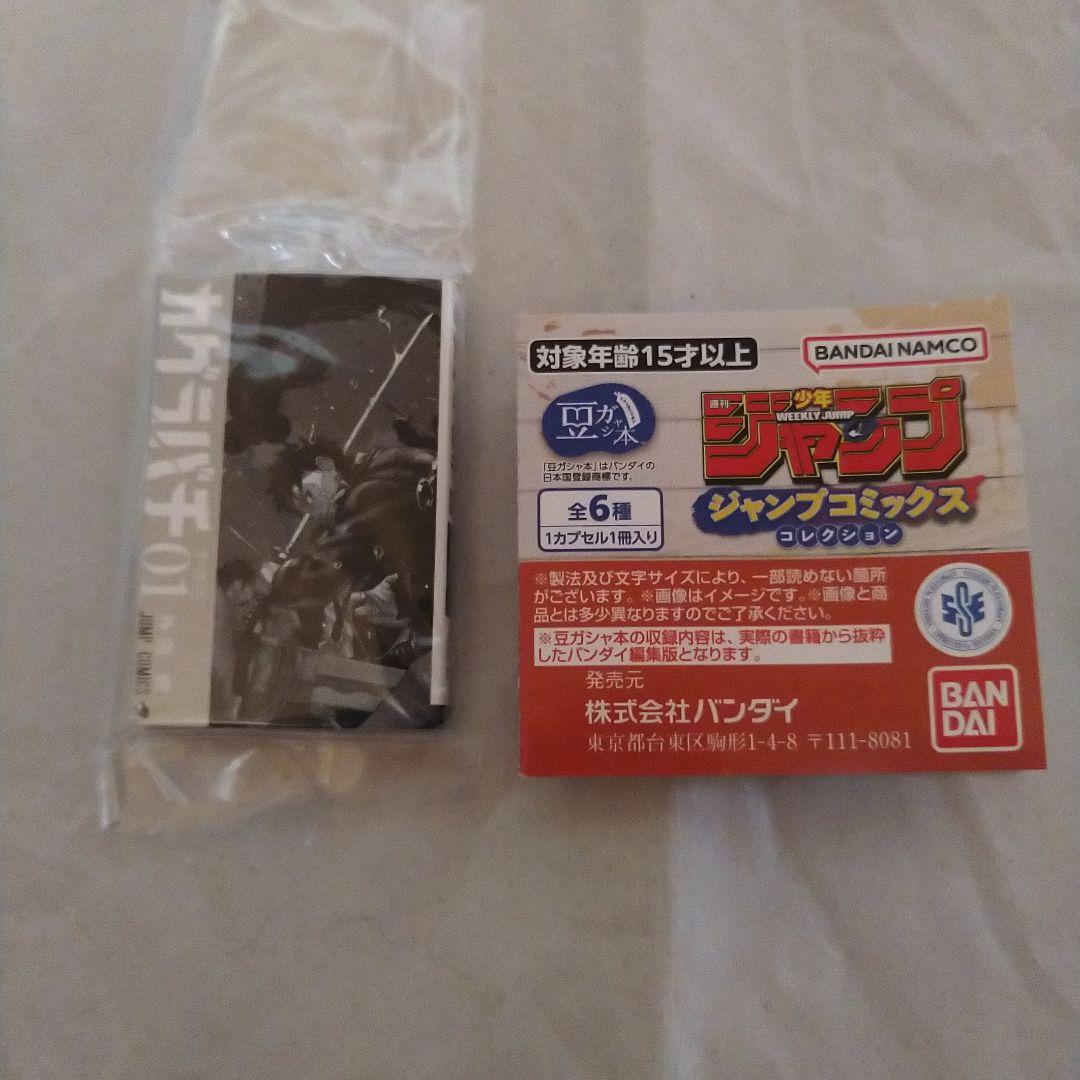 カグラバチ 01
JUMP COMICS
対象年齢15才以上
BANDAI NAMCO
豆ガシャ本
「豆ガシャ本」はバンダイの
日本国登録商標です。
週刊少年
WEEKLY JUMP
ジャンプ
ジャンプコミックス
コレクション
全6種
1カプセル1冊入り
※製法及び文字サイズにより、一部読めない箇所
がございます。※画像はイメージです。※画像と商
品とは多少異なりますのでご了承ください。
※豆ガシャ本の収録内容は、実際の書籍から抜粋
したバンダイ編集版となります。
発売元
株式会社バンダイ
東京都台東区駒形1-4-8 〒111-8081
SSE
BAN
DAI